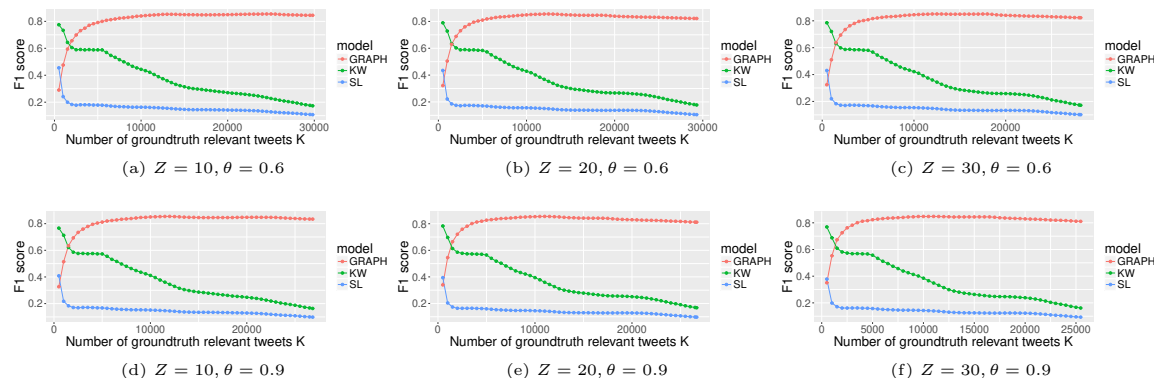 F1 score
0.8
0.6
0.4
0.2
0 10000 20000 30000
Number of groundtruth relevant tweets K
model
GRAPH
KW
SL
(a) Z = 10, θ = 0.6
F1 score
0.8
0.6
0.4
0.2
0 10000 20000 30000
Number of groundtruth relevant tweets K
model
GRAPH
KW
SL
(b) Z = 20, θ = 0.6
F1 score
0.8
0.6
0.4
0.2
0 10000 20000
Number of groundtruth relevant tweets K
model
GRAPH
KW
SL
(c) Z = 30, θ = 0.6
F1 score
0.8
0.6
0.4
0.2
0 10000 20000
Number of groundtruth relevant tweets K
model
GRAPH
KW
SL
(d) Z = 10, θ = 0.9
F1 score
0.8
0.6
0.4
0.2
0 10000 20000
Number of groundtruth relevant tweets K
model
GRAPH
KW
SL
(e) Z = 20, θ = 0.9
F1 score
0.8
0.6
0.4
0.2
0 5000 10000 15000 20000 25000
Number of groundtruth relevant tweets K
model
GRAPH
KW
SL
(f) Z = 30, θ = 0.9